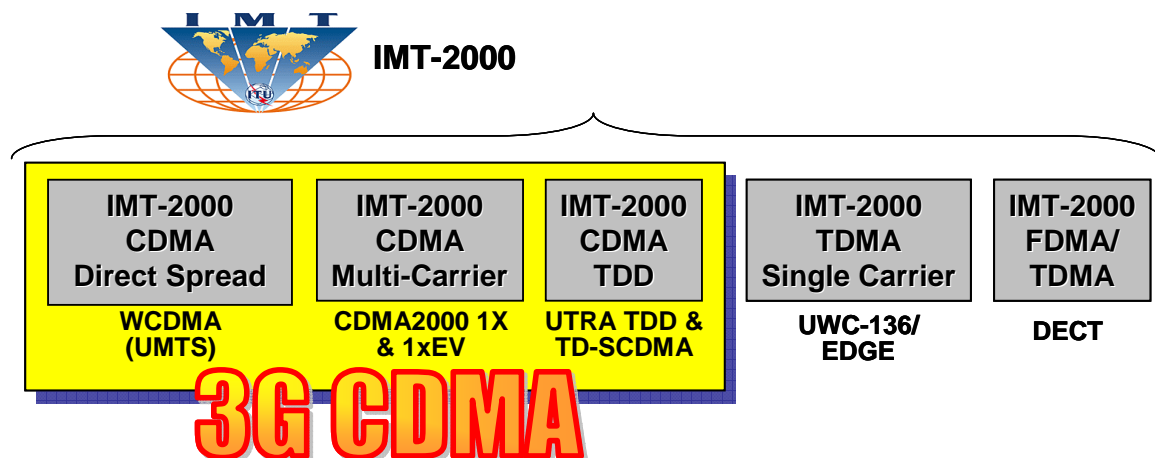 I M T
ITU
IMT-2000
IMT-2000
CDMA
Direct Spread
IMT-2000
CDMA
Multi-Carrier
IMT-2000
CDMA
TDD
IMT-2000
TDMA
Single Carrier
IMT-2000
FDMA/
TDMA
WCDMA
(UMTS)
CDMA2000 1X
& 1xEV
UTRA TDD &
TD-SCDMA
UWC-136/
EDGE
DECT
3G CDMA